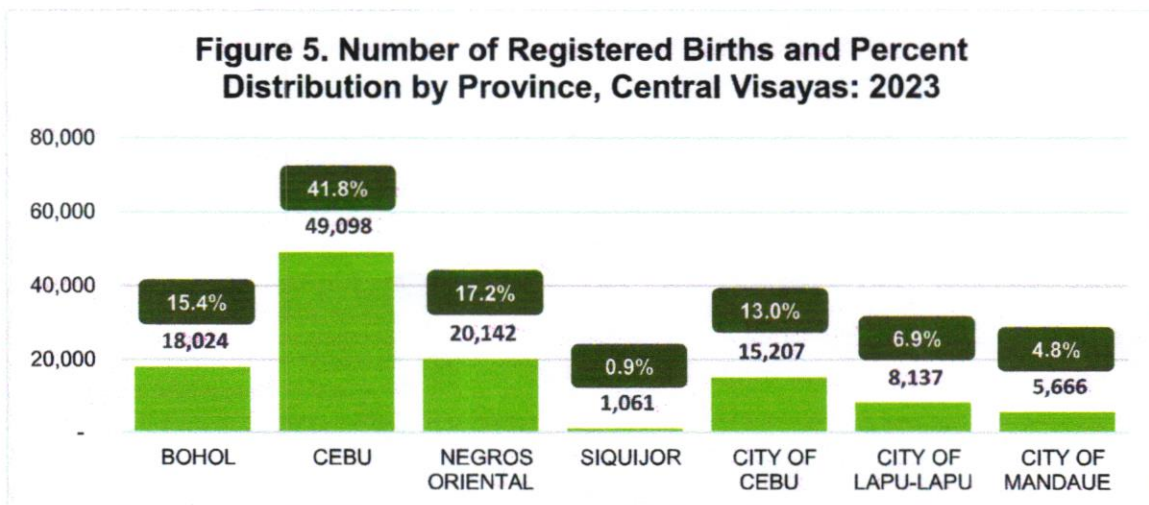 Figure 5. Number of Registered Births and Percent
Distribution by Province, Central Visayas: 2023
80,000
60,000
40,000
20,000
-
15.4%
18,024
41.8%
49,098
17.2%
20,142
0.9%
1,061
13.0%
15,207
6.9%
8,137
4.8%
5,666
BOHOL
CEBU
NEGROS
ORIENTAL
SIQUIJOR
CITY OF
CEBU
CITY OF
LAPU-LAPU
CITY OF
MANDAUE